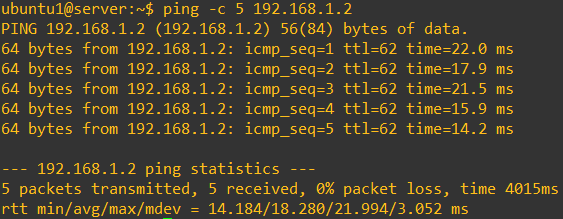 ubuntu1@server:~$ ping -c 5 192.168.1.2
PING 192.168.1.2 (192.168.1.2) 56(84) bytes of data.
64 bytes from 192.168.1.2: icmp_seq=1 ttl=62 time=22.0 ms
64 bytes from 192.168.1.2: icmp_seq=2 ttl=62 time=17.9 ms
64 bytes from 192.168.1.2: icmp_seq=3 ttl=62 time=21.5 ms
64 bytes from 192.168.1.2: icmp_seq=4 ttl=62 time=15.9 ms
64 bytes from 192.168.1.2: icmp_seq=5 ttl=62 time=14.2 ms

--- 192.168.1.2 ping statistics ---
5 packets transmitted, 5 received, 0% packet loss, time 4015ms
rtt min/avg/max/mdev = 14.184/18.280/21.994/3.052 ms